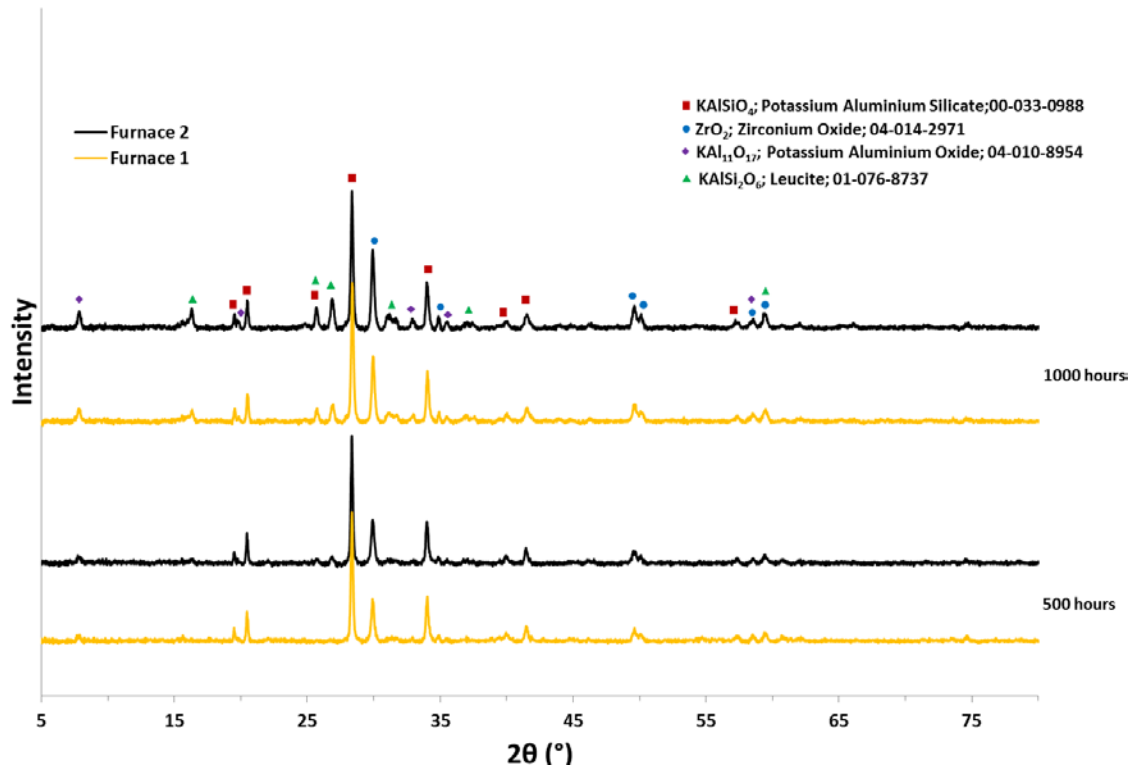 KAlSiO₄; Potassium Aluminium Silicate;00-033-0988
ZrO₂; Zirconium Oxide; 04-014-2971
KAl₁₁O₁₇; Potassium Aluminium Oxide; 04-010-8954
KAlSi₂O₆; Leucite; 01-076-8737
Furnace 2
Furnace 1
Intensity
1000 hours
500 hours
5 15 25 35 45 55 65 75
2θ (°)